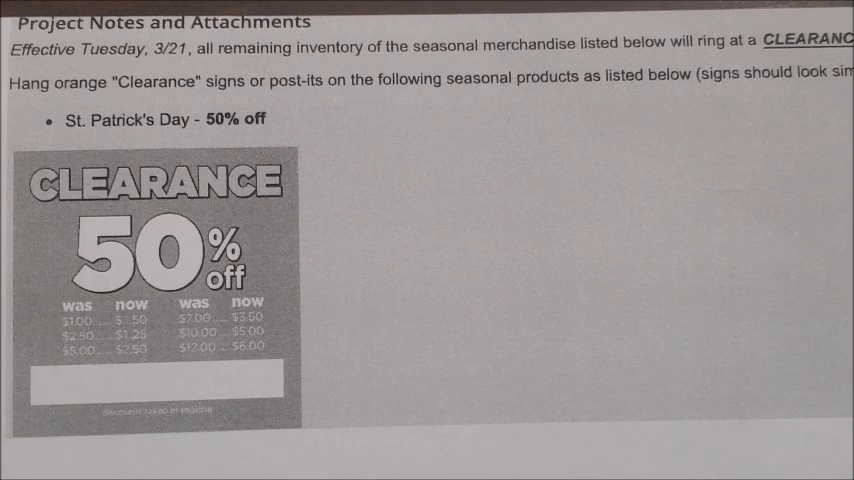 Project Notes and Attachments
Effective Tuesday, 3/21, all remaining inventory of the seasonal merchandise listed below will ring at a CLEARANC
Hang orange "Clearance" signs or post-its on the following seasonal products as listed below (signs should look sim
• St. Patrick's Day - 50% off
CLEARANCE
50% off
was now was now
$1.00.... $ .50 $7.00.... $3.50
$2.50.... $1.25 $10.00... $5.00
$5.00.... $2.50 $12.00... $6.00
discounts taken at register